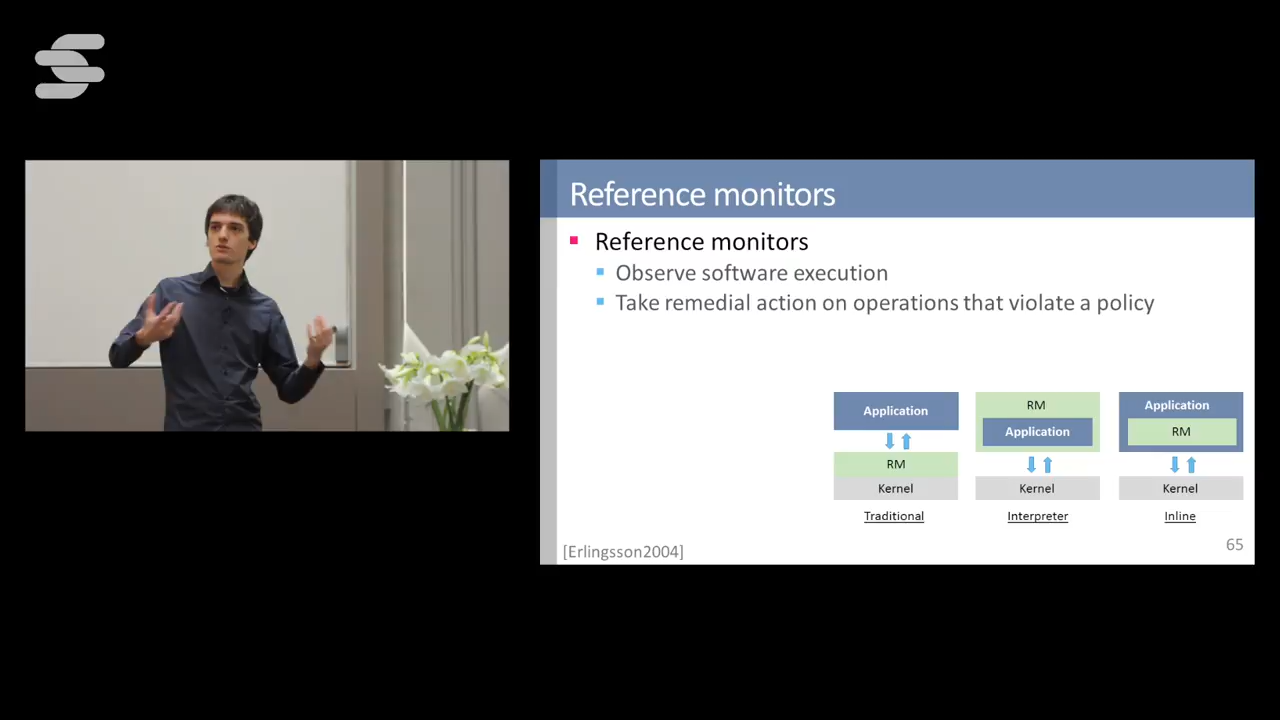 Reference monitors
Reference monitors
Observe software execution
Take remedial action on operations that violate a policy
Application
RM
Kernel
Traditional
RM
Application
Kernel
Interpreter
Application
RM
Kernel
Inline
[Erlingsson2004]
65